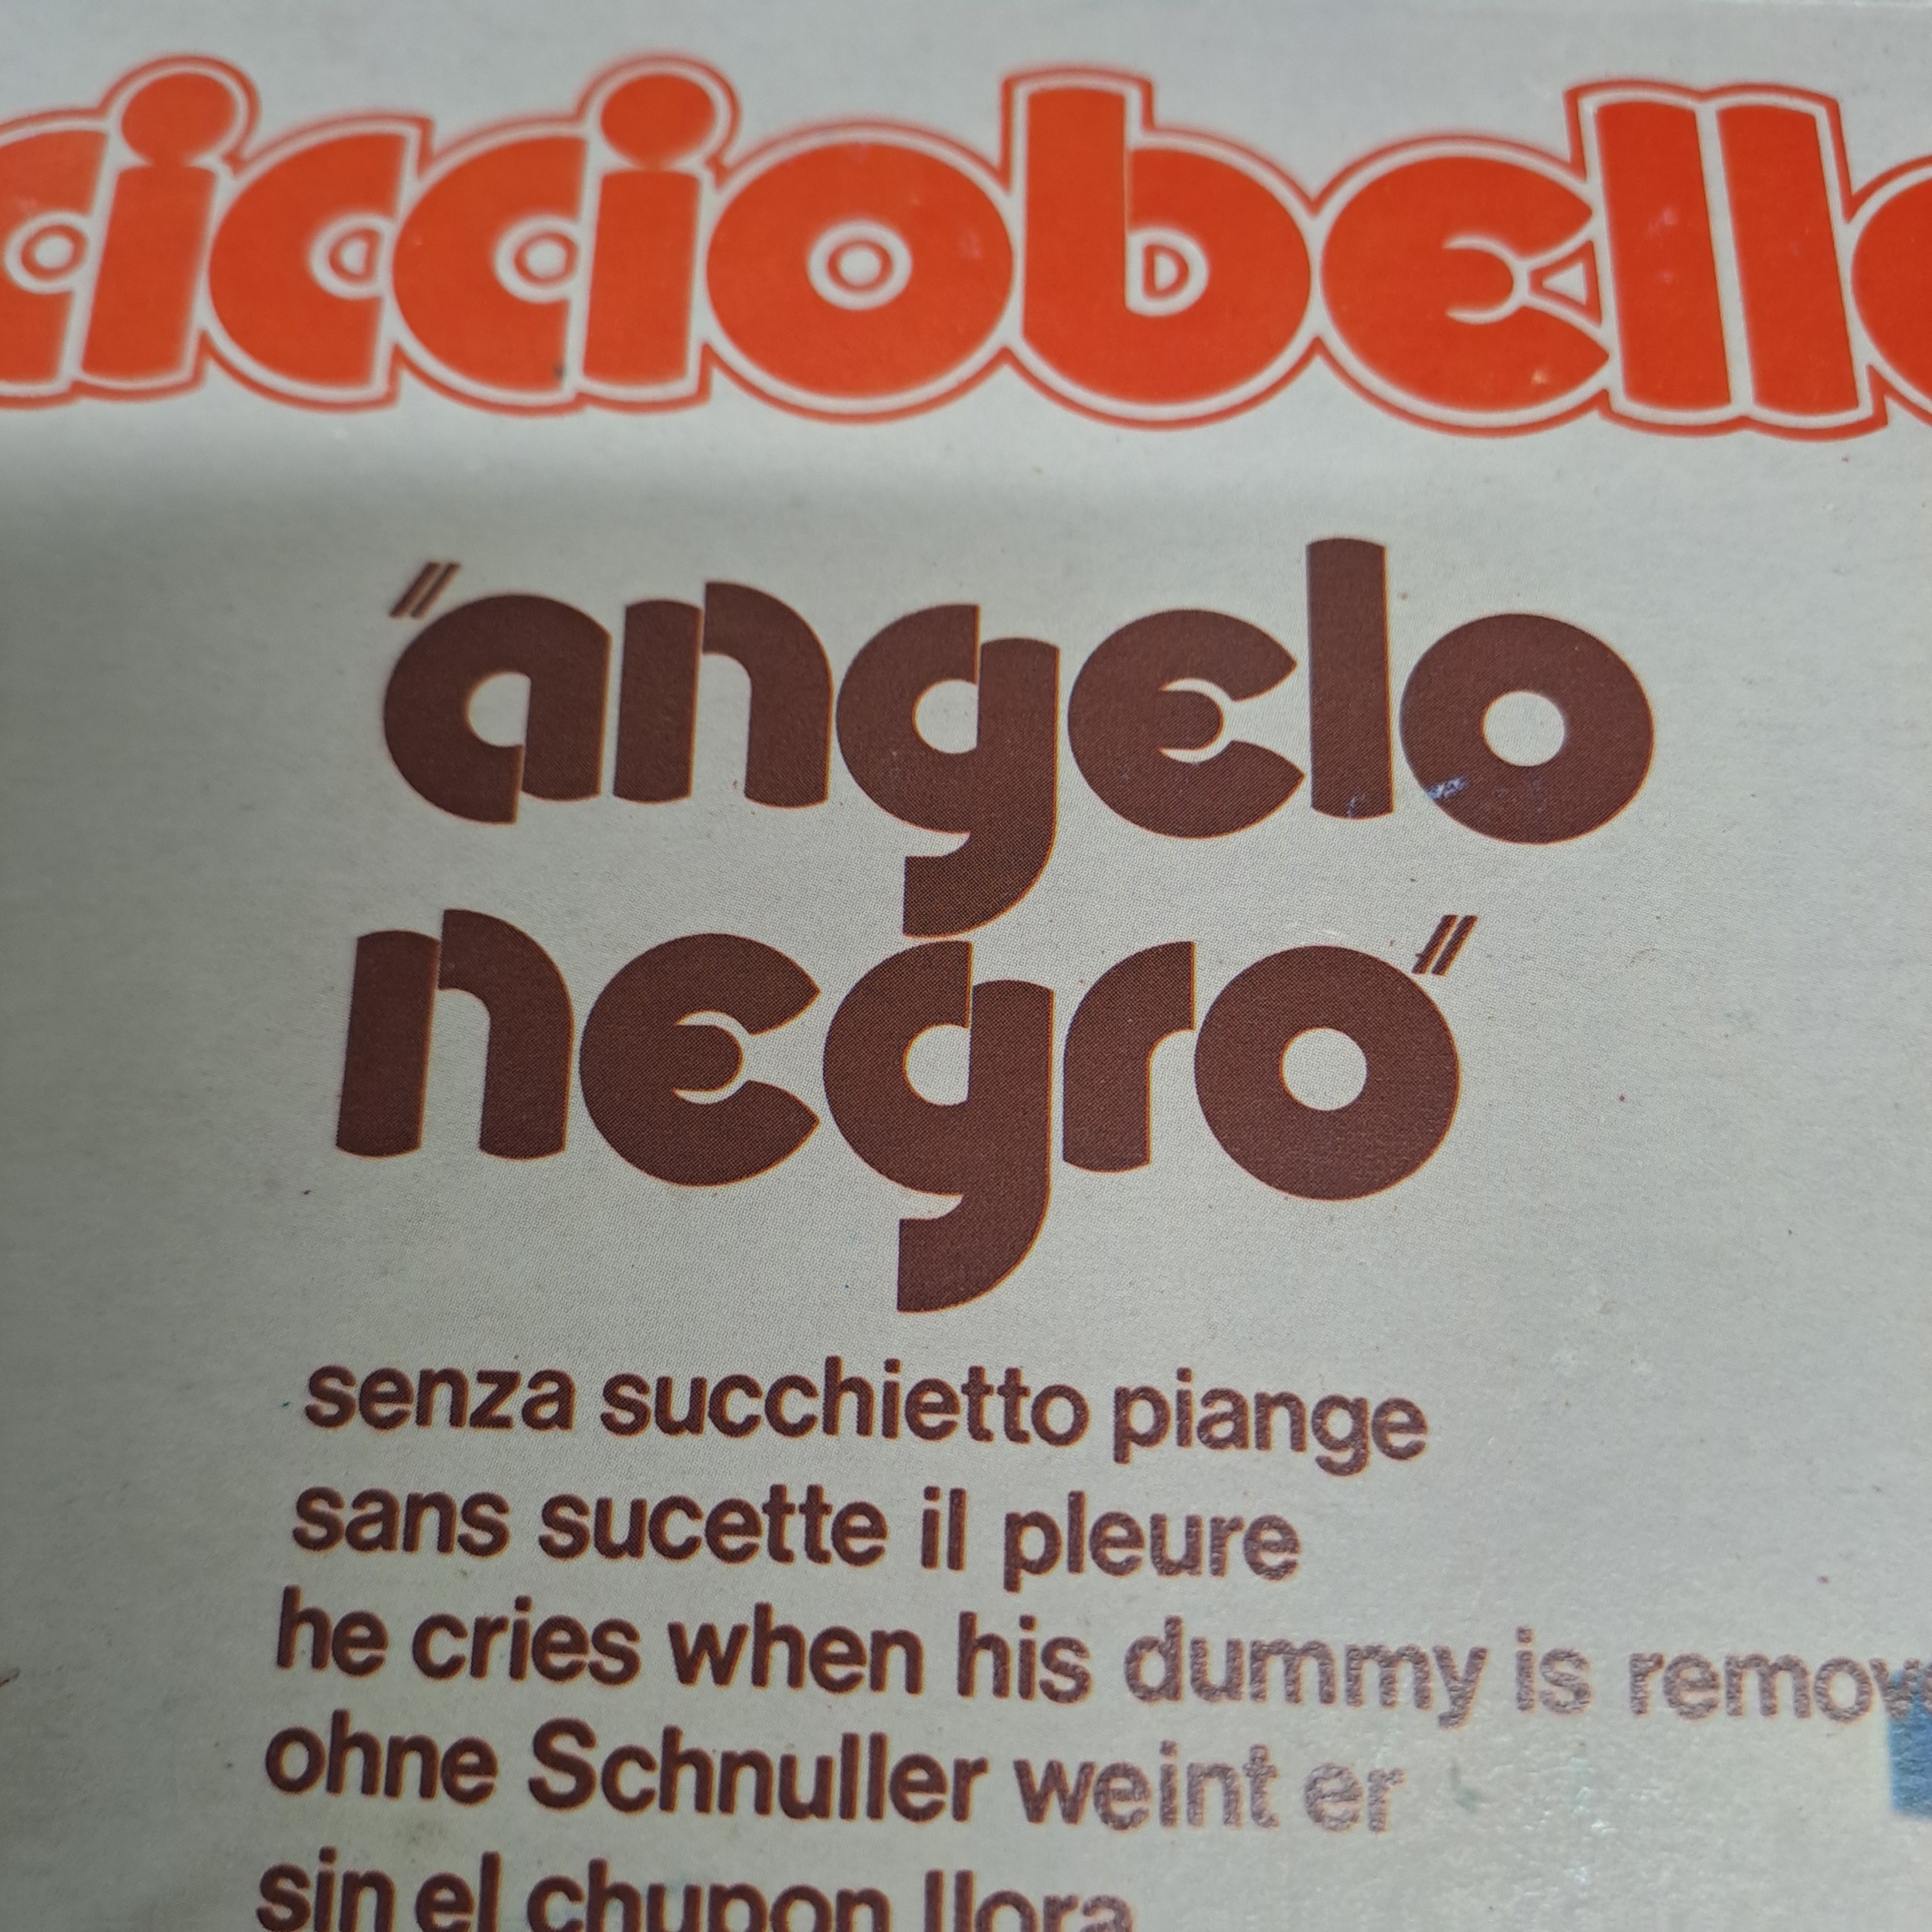 cicciobello
"angelo
negro"
senza succhietto piange
sans sucette il pleure
he cries when his dummy is
ohne Schnuller weint er
sin el chupon llora